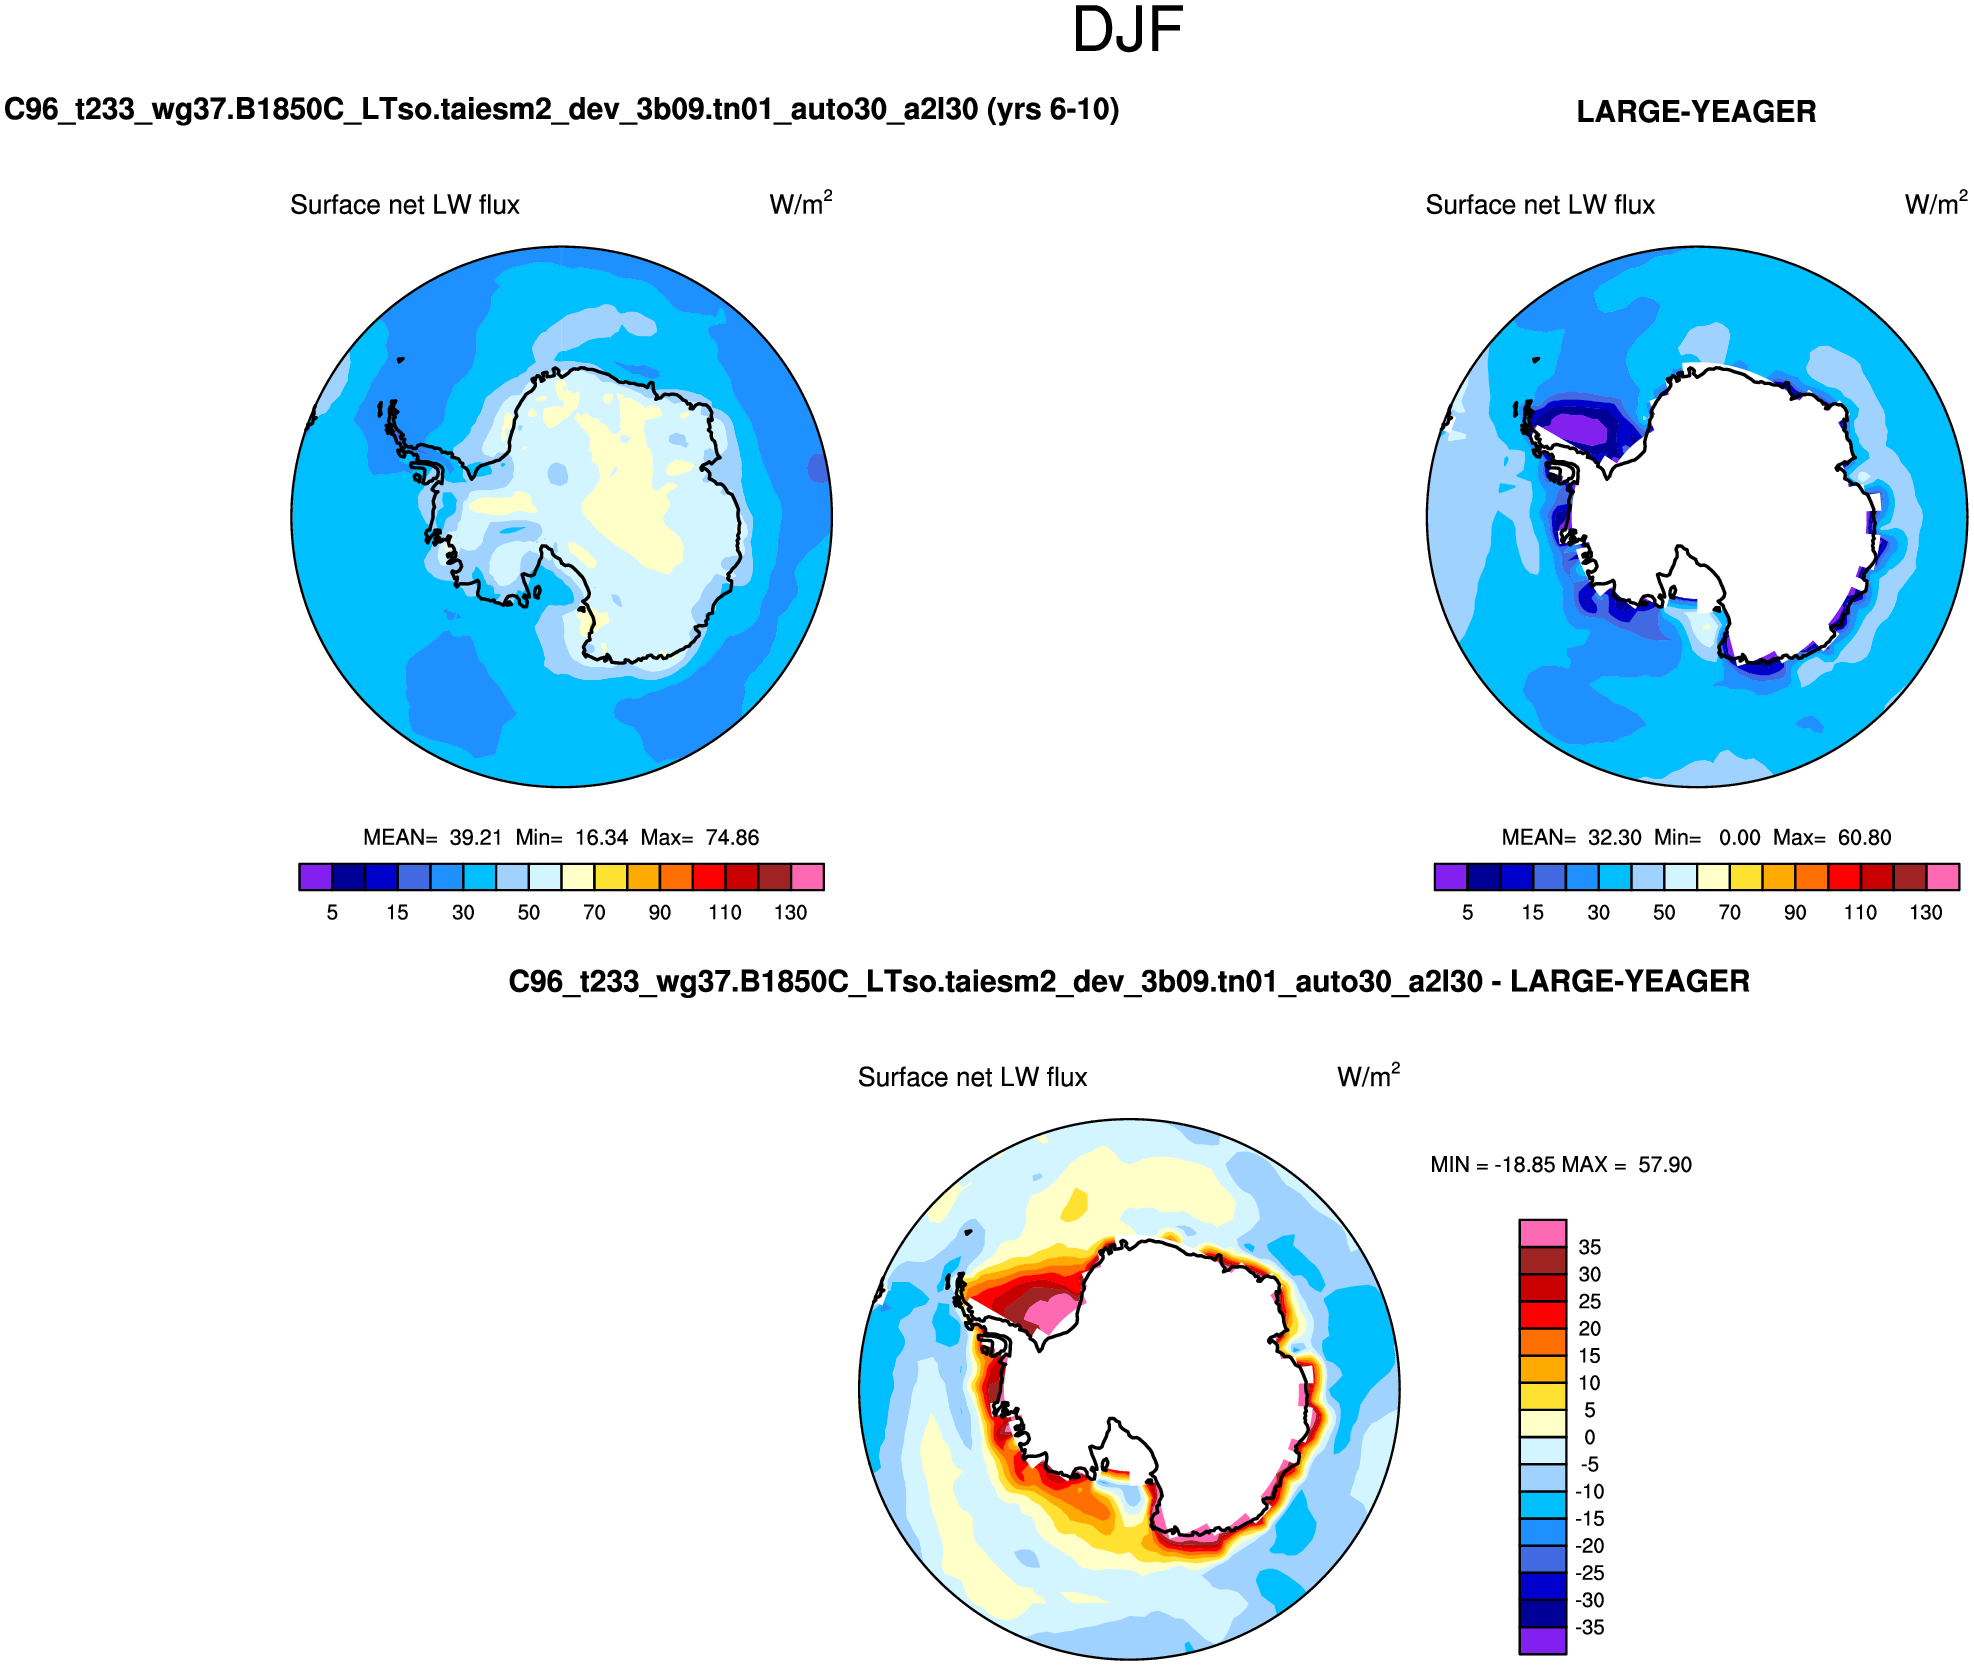 DJF
C96_t233_wg37.B1850C_LTso.taiesm2_dev_3b09.tn01_auto30_a2l30 (yrs 6-10)
LARGE-YEAGER
Surface net LW flux W/m²
Surface net LW flux W/m²
MEAN= 39.21 Min= 16.34 Max= 74.86
MEAN= 32.30 Min= 0.00 Max= 60.80
5 15 30 50 70 90 110 130
5 15 30 50 70 90 110 130
C96_t233_wg37.B1850C_LTso.taiesm2_dev_3b09.tn01_auto30_a2l30 - LARGE-YEAGER
Surface net LW flux W/m²
MIN = -18.85 MAX = 57.90
35
30
25
20
15
10
5
0
-5
-10
-15
-20
-25
-30
-35